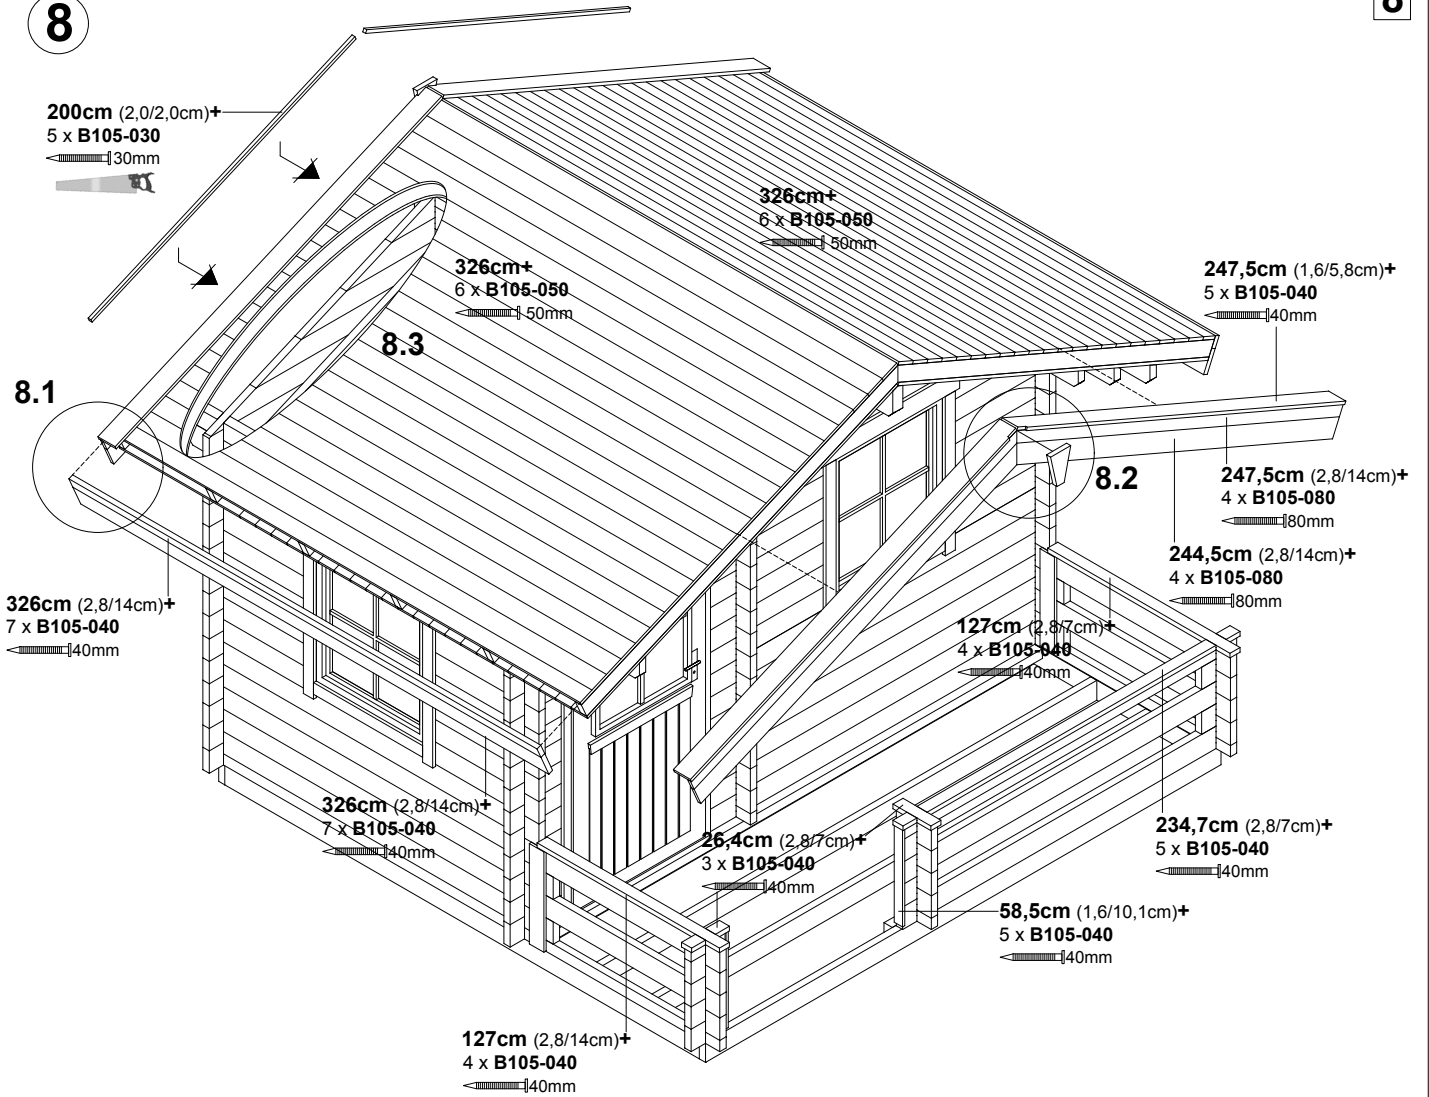 8
8
200cm (2,0/2,0cm)+
5 x B105-030
30mm
326cm+
6 x B105-050
50mm
326cm+
6 x B105-050
50mm
247,5cm (1,6/5,8cm)+
5 x B105-040
40mm
8.3
8.1
8.2
247,5cm (2,8/14cm)+
4 x B105-080
80mm
244,5cm (2,8/14cm)+
4 x B105-080
80mm
326cm (2,8/14cm)+
7 x B105-040
40mm
127cm (2,8/7cm)+
4 x B105-040
40mm
326cm (2,8/14cm)+
7 x B105-040
40mm
26,4cm (2,8/7cm)+
3 x B105-040
40mm
234,7cm (2,8/7cm)+
5 x B105-040
40mm
58,5cm (1,6/10,1cm)+
5 x B105-040
40mm
127cm (2,8/14cm)+
4 x B105-040
40mm